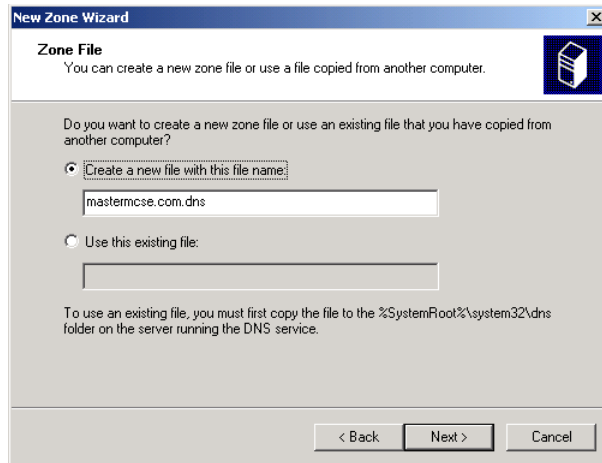 New Zone Wizard
Zone File
You can create a new zone file or use a file copied from another computer.
Do you want to create a new zone file or use an existing file that you have copied from
another computer?
Create a new file with this file name:
mastermcse.com.dns
Use this existing file:
To use an existing file, you must first copy the file to the %SystemRoot%\system32\dns
folder on the server running the DNS service.
< Back
Next >
Cancel